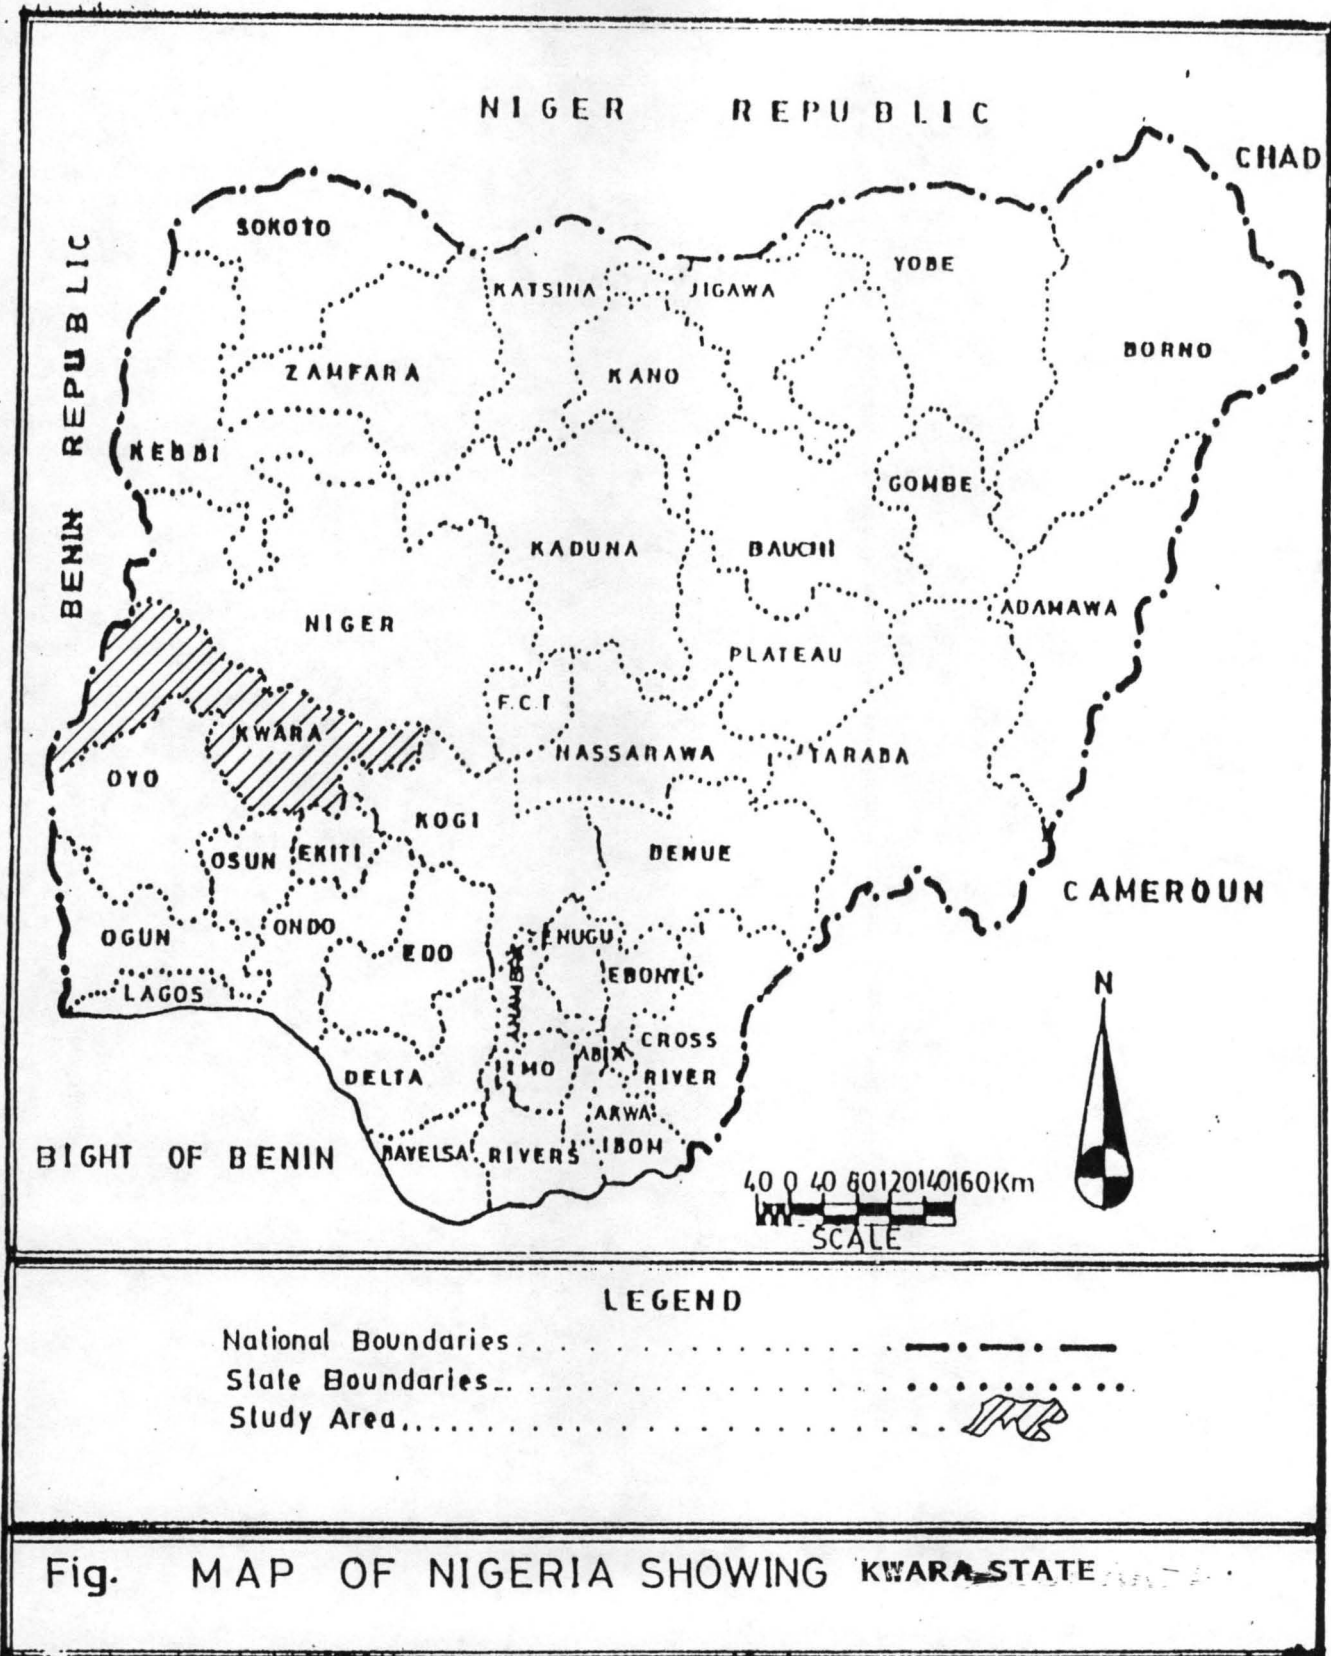 NIGER REPUBLIC
CHAD
BENIN REPUBLIC
SOKOTO
KATSINA
JIGAWA
YOBE
BORNO
ZAMFARA
KANO
KEBBI
GOMBE
KADUNA
BAUCHI
ADAMAWA
NIGER
PLATEAU
F.C.T
KWARA
NASSARAWA
TARABA
OYO
KOGI
OSUN
EKITI
BENUE
CAMEROUN
OGUN
ONDO
EDO
ENUGU
ANAMBRA
EBONYI
LAGOS
N
CROSS
RIVER
ABIA
IMO
DELTA
AKWA
IBOM
BAYELSA
RIVERS
BIGHT OF BENIN
40 0 40 80 120 140 160 Km
SCALE
LEGEND
National Boundaries
State Boundaries
Study Area
Fig. MAP OF NIGERIA SHOWING KWARA STATE